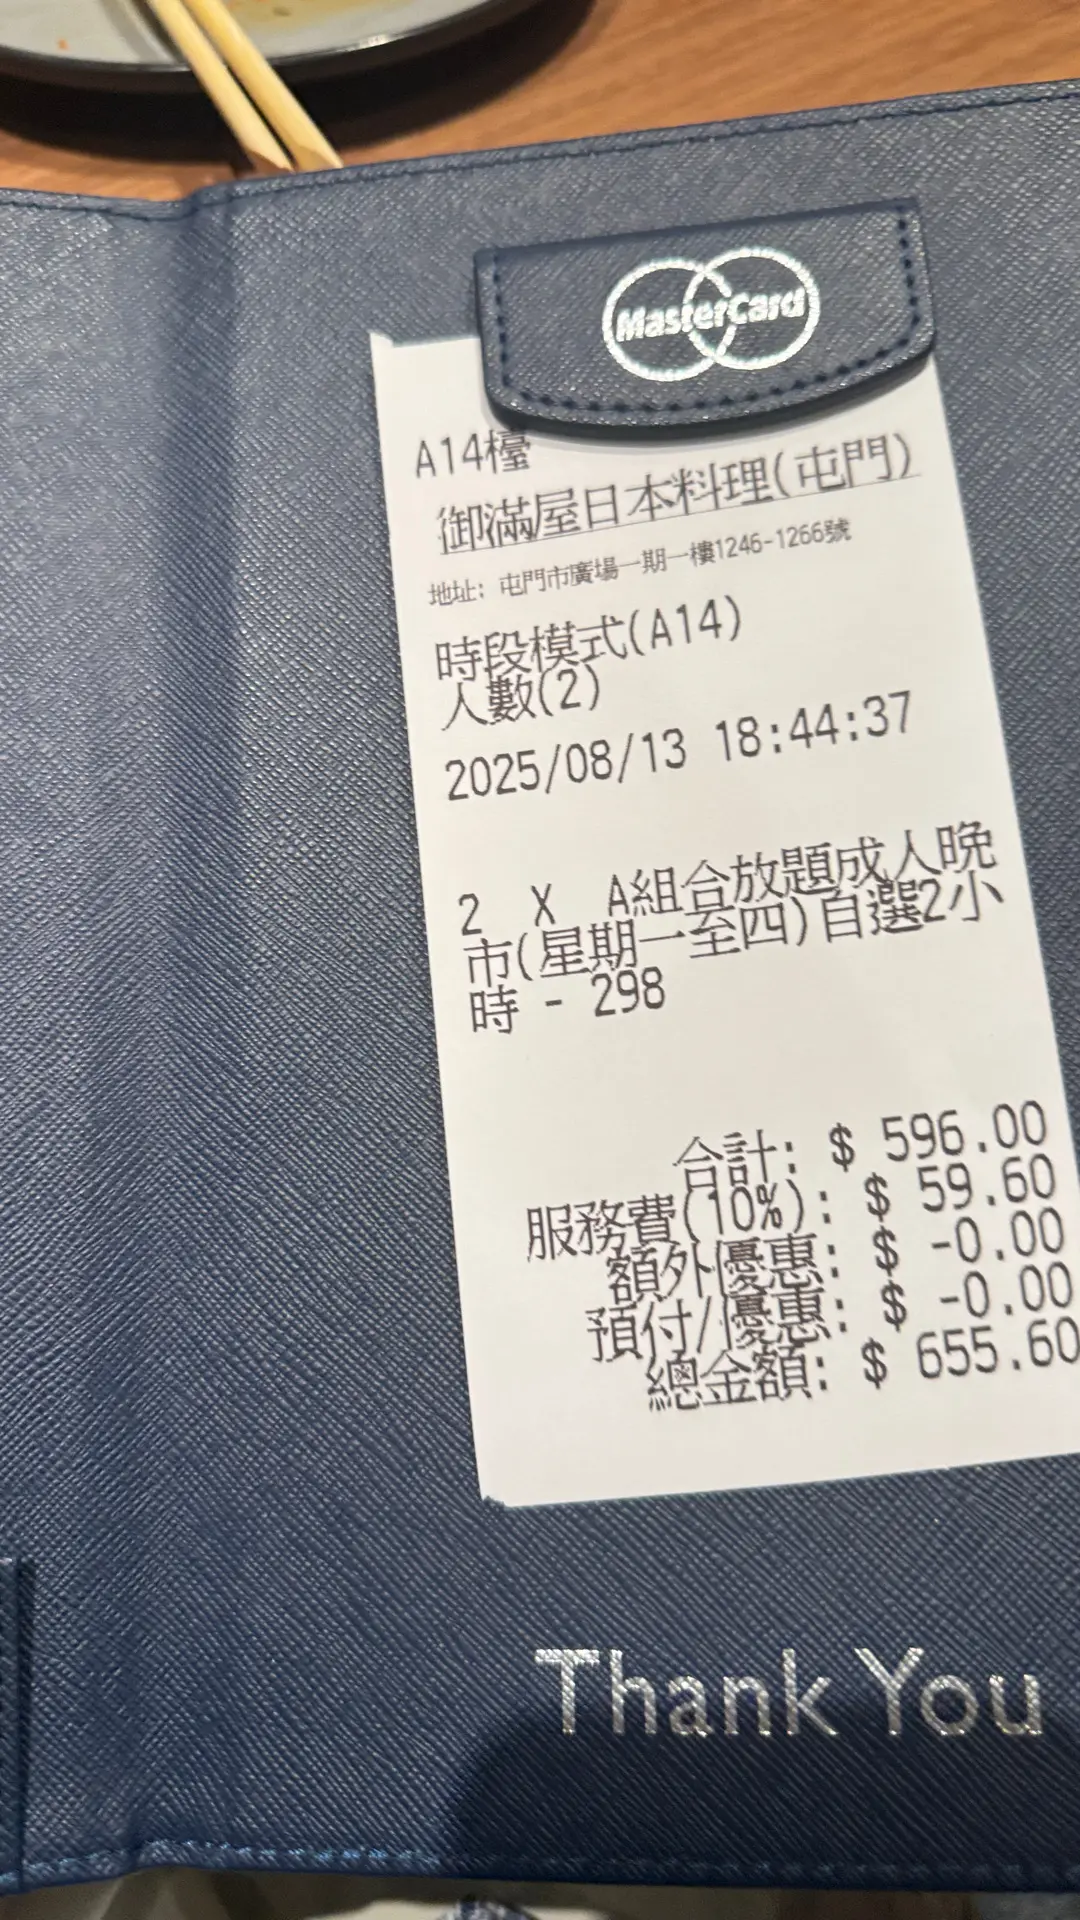 MasterCard
A14檯
御滿屋日本料理(屯門)
地址: 屯門市廣場一期一樓1246-1266號
時段模式(A14)
人數(2)
2025/08/13 18:44:37
2 X A組合放題成人晚
市(星期一至四)自選2小
時 - 298
合計: $ 596.00
服務費(10%): $ 59.60
額外優惠: $ -0.00
預付/優惠: $ -0.00
總金額: $ 655.60
Thank You